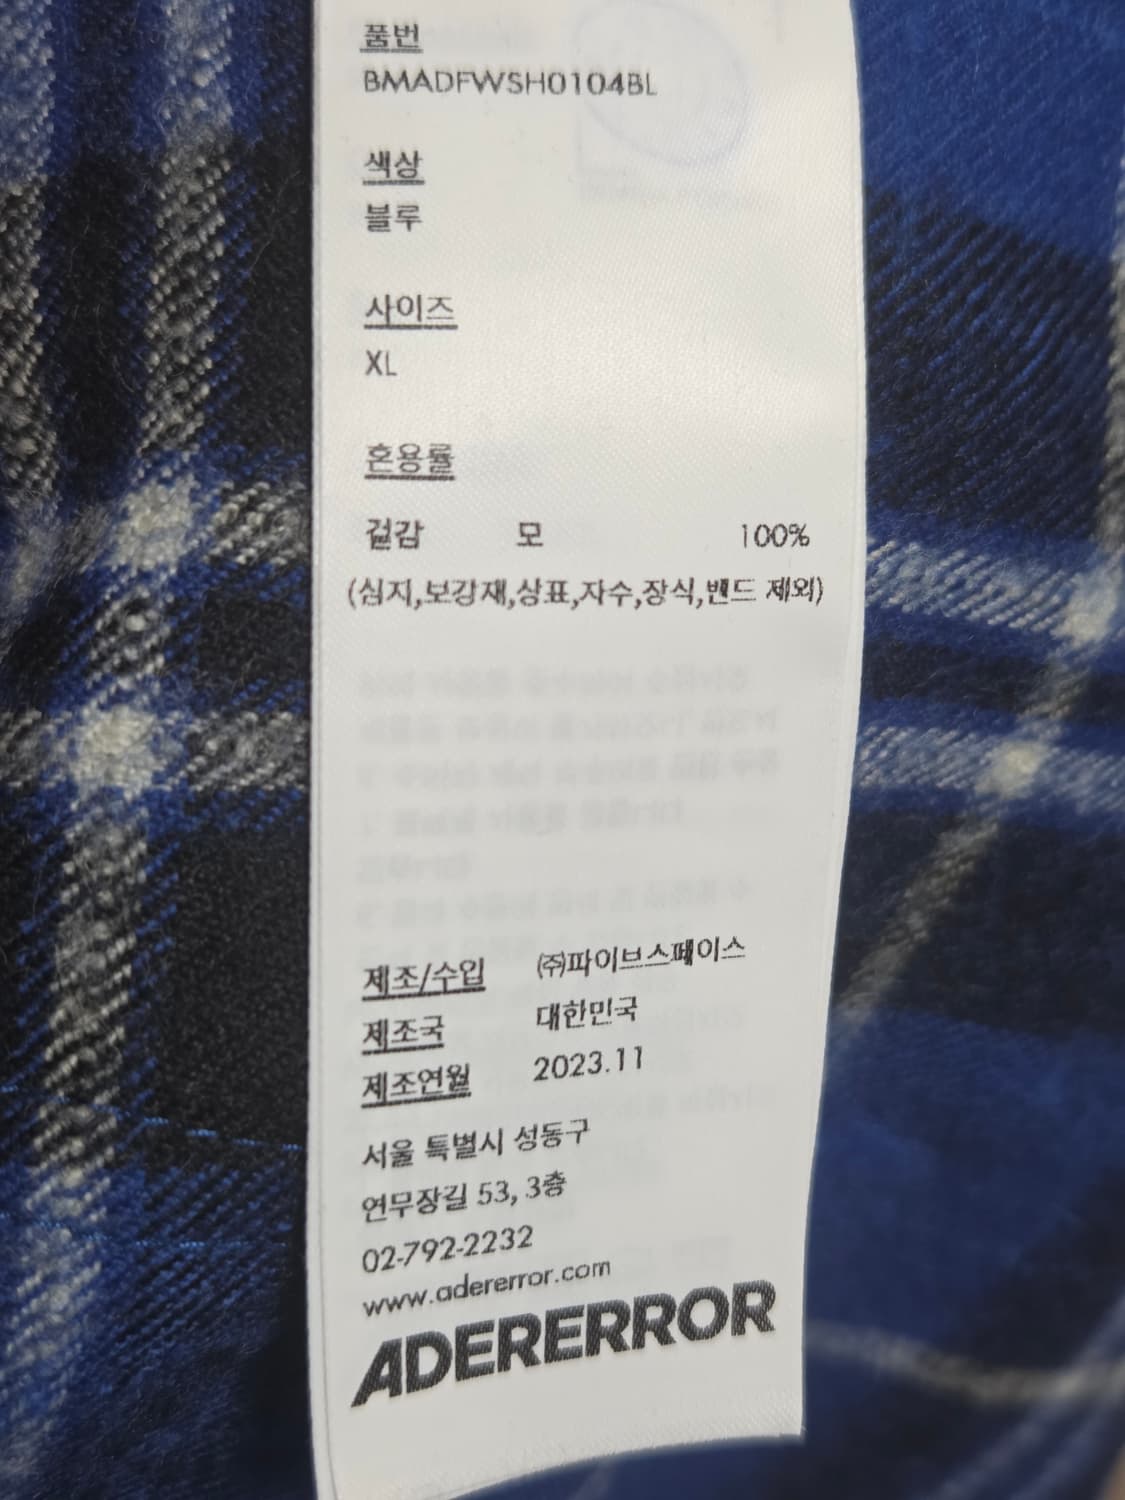 품번
BMADFWSH0104BL
색상
블루
사이즈
XL
혼용률
겉감 모 100%
(심지,보강재,상표,자수,장식,밴드 제외)
제조/수입 ㈜파이브스페이스
제조국 대한민국
제조연월 2023.11
서울 특별시 성동구
연무장길 53, 3층
02-792-2232
www.adererror.com
ADERERROR